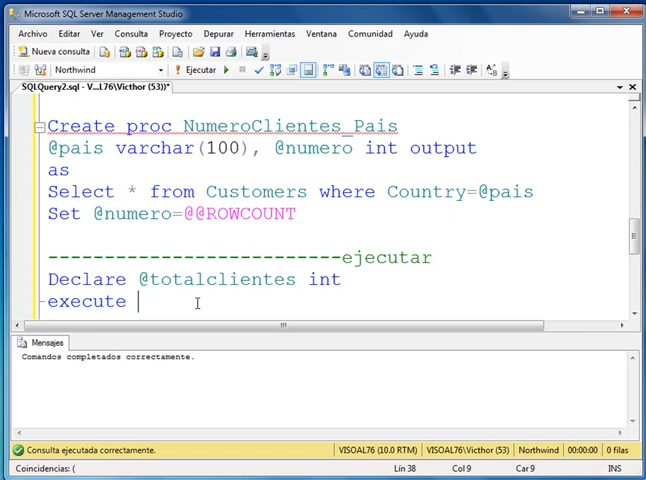 Microsoft SQL Server Management Studio
Archivo Editar Ver Consulta Proyecto Depurar Herramientas Ventana Comunidad Ayuda
Nueva consulta
Northwind Ejecutar
SQLQuery2.sql - V...L76\Victhor (53))*
Create proc NumeroClientes_Pais
@pais varchar(100), @numero int output
as
Select * from Customers where Country=@pais
Set @numero=@@ROWCOUNT
--------------------------ejecutar
Declare @totalclientes int
execute
Mensajes
Comandos completados correctamente.
Consulta ejecutada correctamente. VISOAL76 (10.0 RTM) VISOAL76\Victhor (53) Northwind 00:00:00 0 filas
Coincidencias: ( Lín 38 Col 9 Car 9 INS